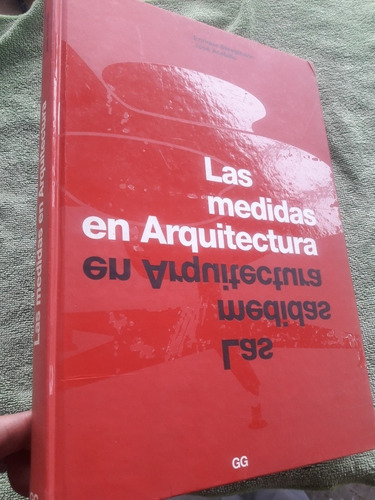 Las
medidas
en Arquitectura
en Arquitectura
medidas
Las
GG
Las medidas en Arquitectura